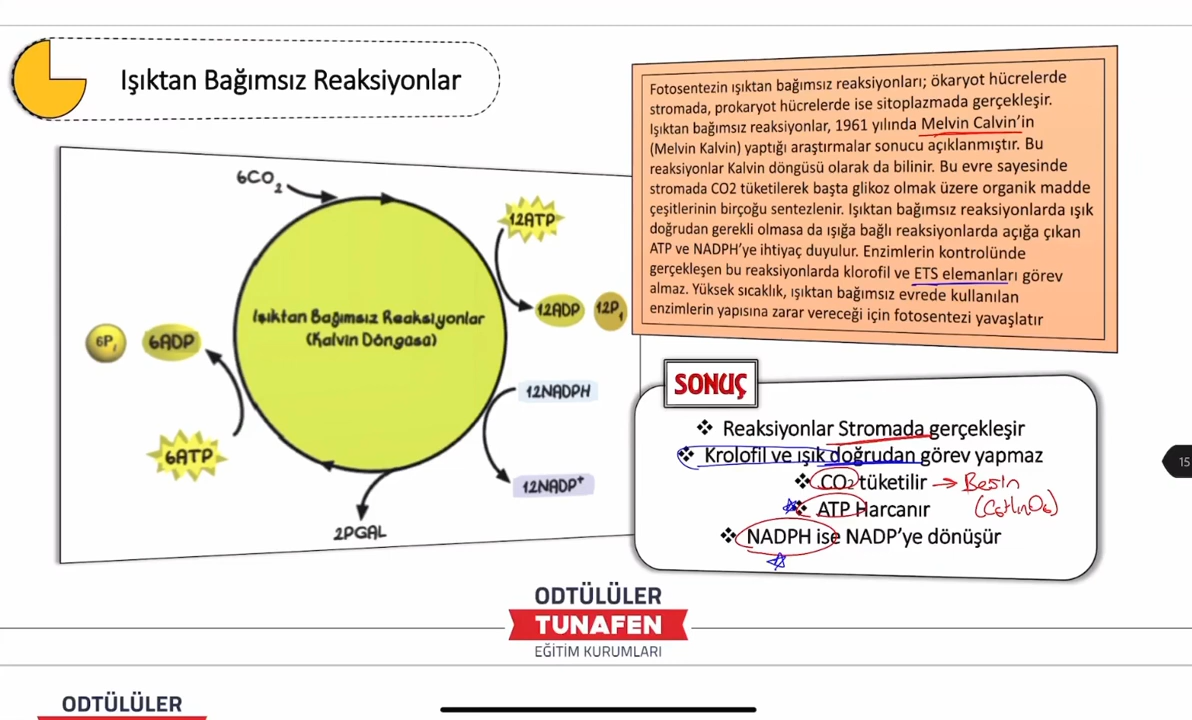 Işıktan Bağımsız Reaksiyonlar
Fotosentezin ışıktan bağımsız reaksiyonları; ökaryot hücrelerde
stromada, prokaryot hücrelerde ise sitoplazmada gerçekleşir.
Işıktan bağımsız reaksiyonlar, 1961 yılında Melvin Calvin'in
(Melvin Kalvin) yaptığı araştırmalar sonucu açıklanmıştır. Bu
reaksiyonlar Kalvin döngüsü olarak da bilinir. Bu evre sayesinde
stromada CO2 tüketilerek başta glikoz olmak üzere organik madde
çeşitlerinin birçoğu sentezlenir. Işıktan bağımsız reaksiyonlarda ışık
doğrudan gerekli olmasa da ışığa bağlı reaksiyonlarda açığa çıkan
ATP ve NADPH'ye ihtiyaç duyulur. Enzimlerin kontrolünde
gerçekleşen bu reaksiyonlarda klorofil ve ETS elemanları görev
almaz. Yüksek sıcaklık, ışıktan bağımsız evrede kullanılan
enzimlerin yapısına zarar vereceği için fotosentezi yavaşlatır
6CO₂
12ATP
12ADP 12Pᵢ
Işıktan Bağımsız Reaksiyonlar
(Kalvin Döngüsü)
6Pᵢ 6ADP
12NADPH
6ATP
12NADP⁺
2PGAL
SONUÇ
❖ Reaksiyonlar Stromada gerçekleşir
❖ Krolofil ve ışık doğrudan görev yapmaz
❖ CO₂ tüketilir → Besin
❖ ATP Harcanır
❖ NADPH ise NADP'ye dönüşür
15
ODTÜLÜLER
TUNAFEN
EĞİTİM KURUMLARI
ODTÜLÜLER